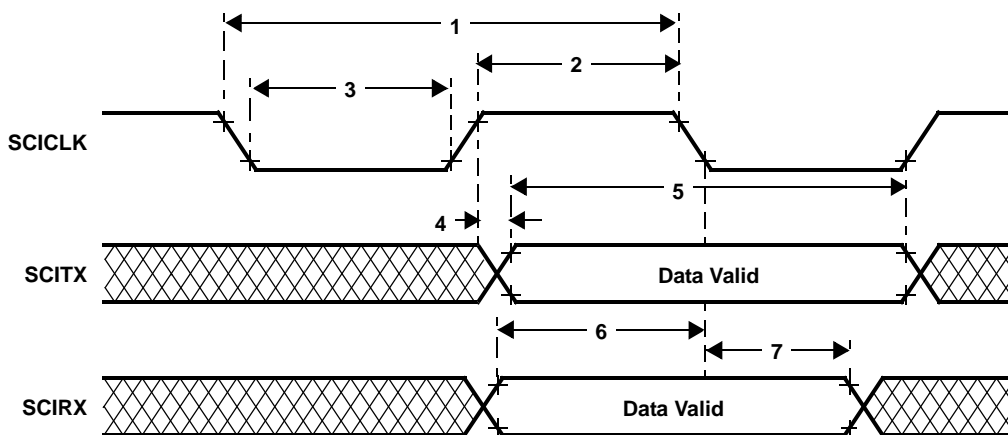 1
2
3
SCICLK
5
4
SCITX
Data Valid
6
7
SCIRX
Data Valid